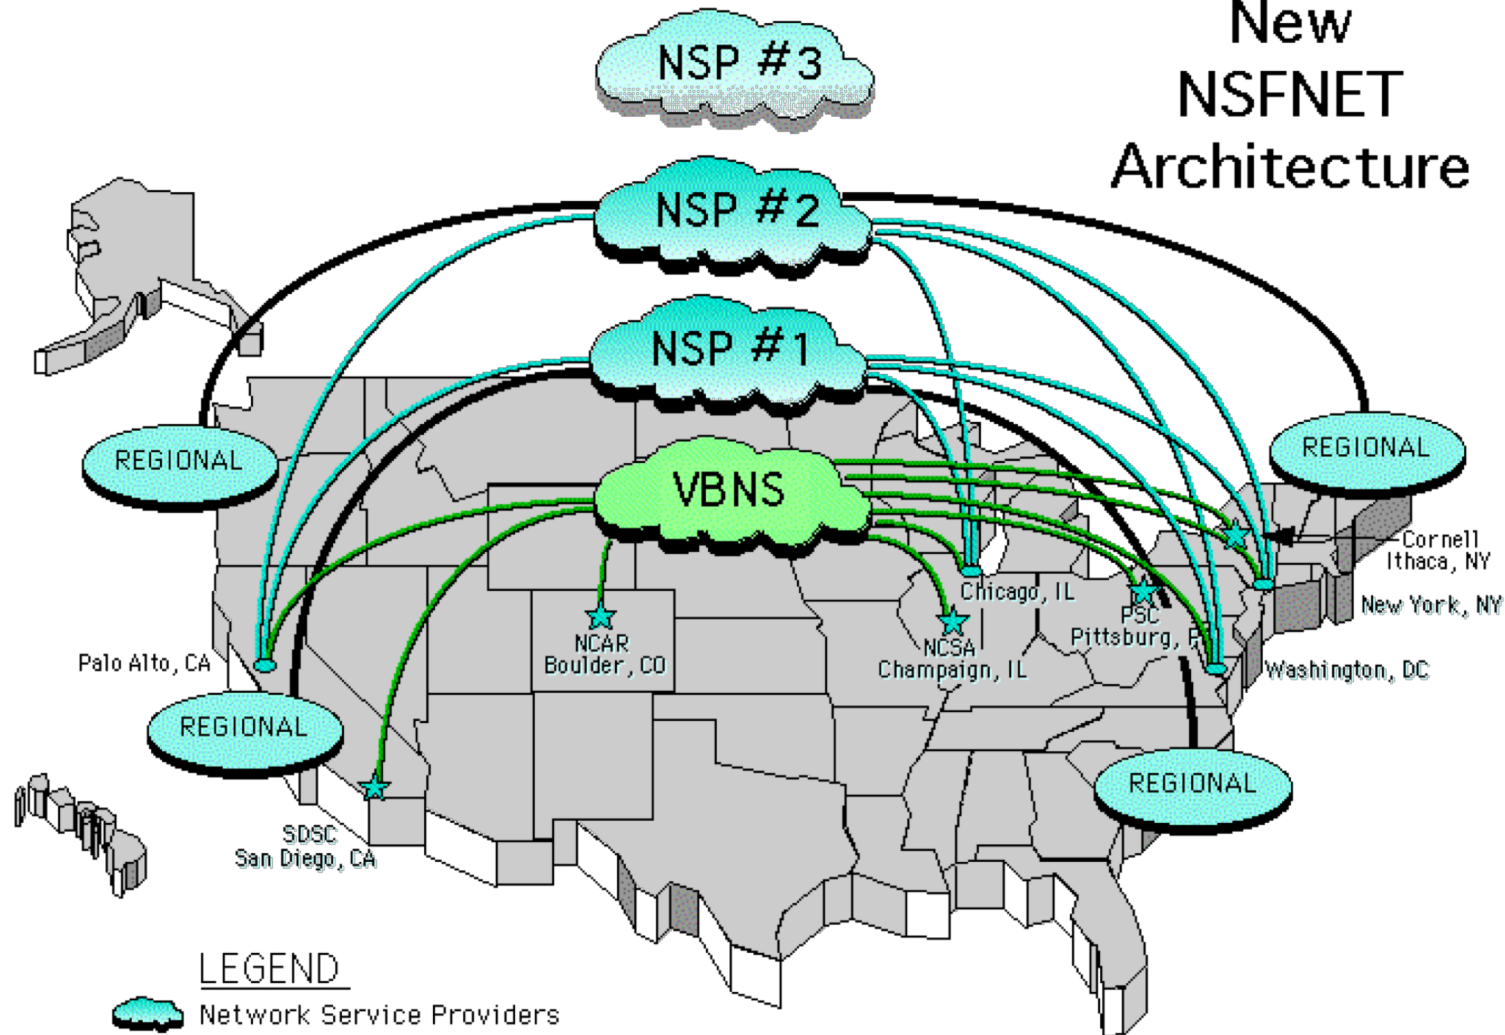 New
NSFNET
Architecture
NSP #3
NSP #2
NSP #1
VBNS
REGIONAL
REGIONAL
REGIONAL
REGIONAL
Cornell
Ithaca, NY
New York, NY
Chicago, IL
PSC
Pittsburg, P
NCAR
Boulder, CO
NCSA
Champaign, IL
Palo Alto, CA
Washington, DC
SDSC
San Diego, CA
LEGEND
Network Service Providers